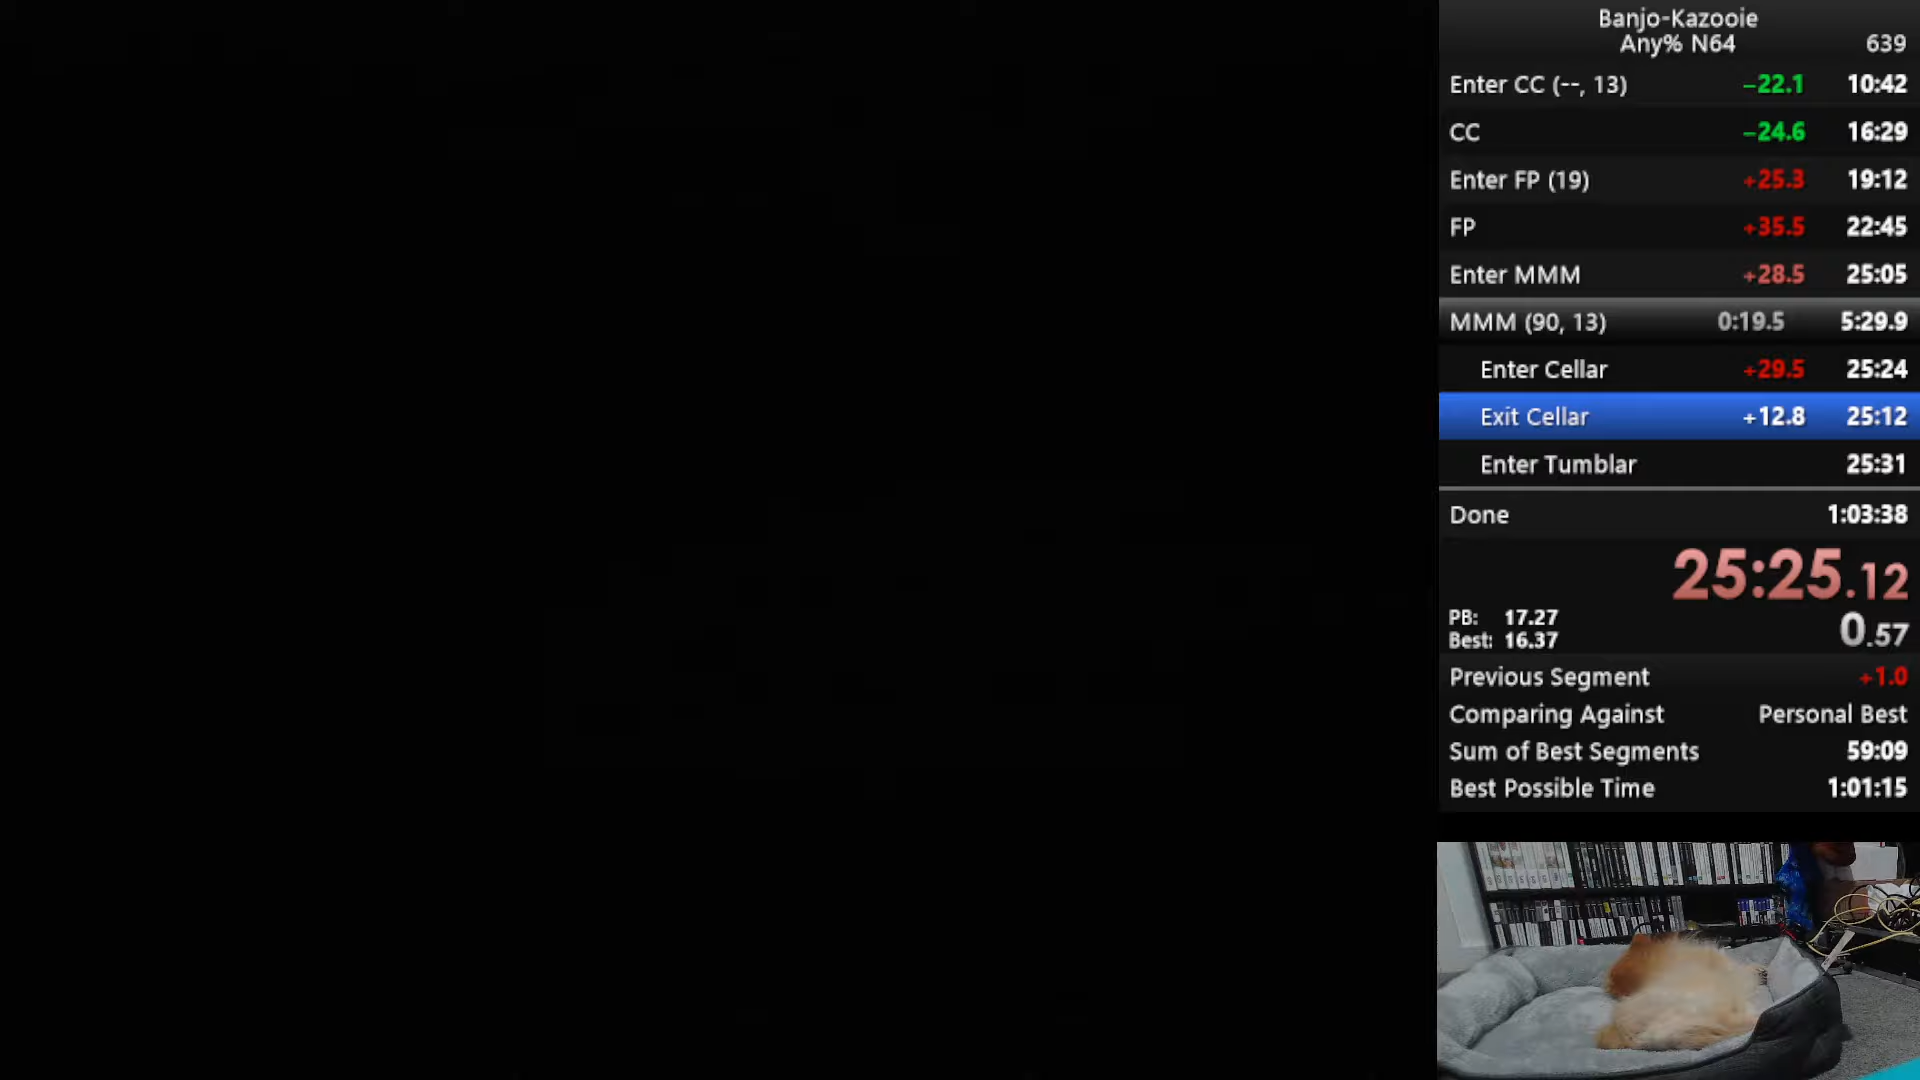 Banjo-Kazooie
Any% N64 639
Enter CC (--, 13) −22.1 10:42
CC −24.6 16:29
Enter FP (19) +25.3 19:12
FP +35.5 22:45
Enter MMM +28.5 25:05
MMM (90, 13) 0:19.5 5:29.9
Enter Cellar +29.5 25:24
Exit Cellar +12.8 25:12
Enter Tumblar 25:31
Done 1:03:38
25:25.12
PB: 17.27
Best: 16.37
0.57
Previous Segment +1.0
Comparing Against Personal Best
Sum of Best Segments 59:09
Best Possible Time 1:01:15